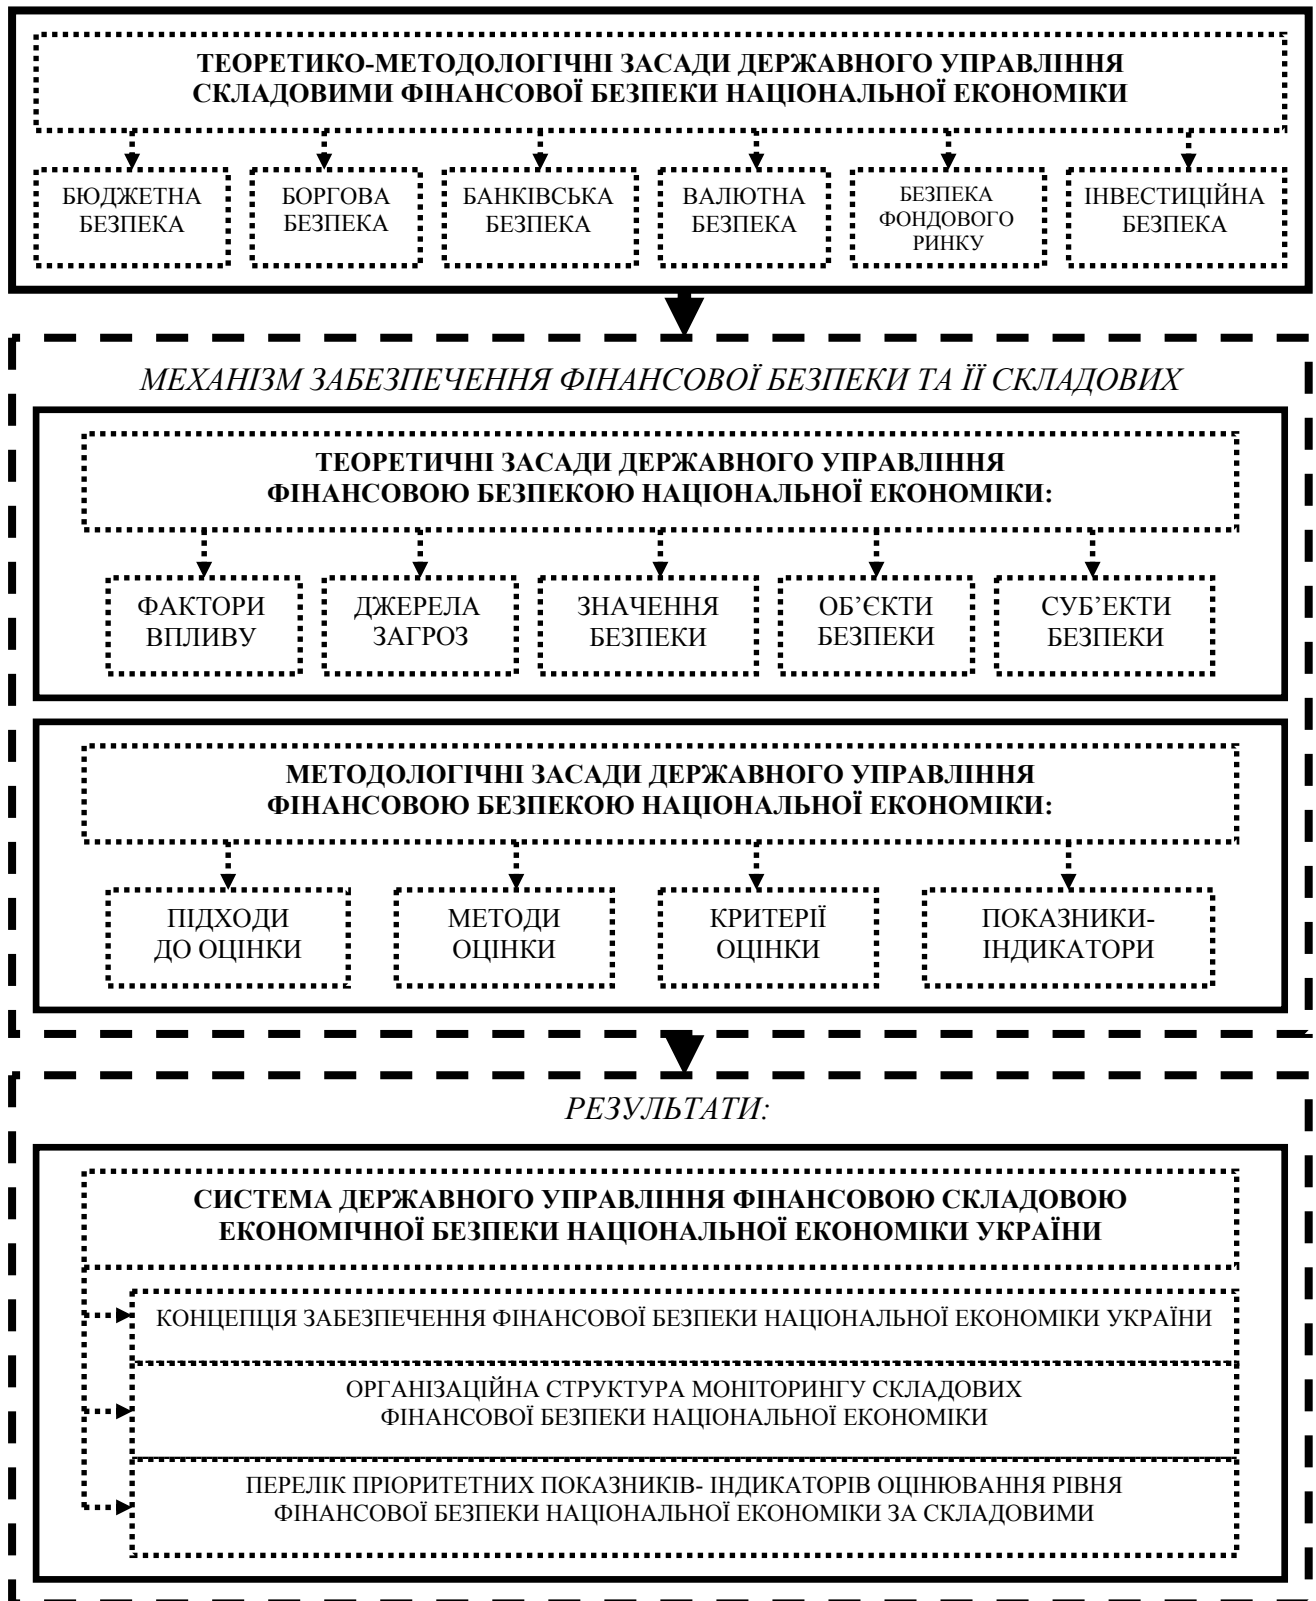 ТЕОРЕТИКО-МЕТОДОЛОГІЧНІ ЗАСАДИ ДЕРЖАВНОГО УПРАВЛІННЯ
СКЛАДОВИМИ ФІНАНСОВОЇ БЕЗПЕКИ НАЦІОНАЛЬНОЇ ЕКОНОМІКИ
БЮДЖЕТНА
БЕЗПЕКА
БОРГОВА
БЕЗПЕКА
БАНКІВСЬКА
БЕЗПЕКА
ВАЛЮТНА
БЕЗПЕКА
БЕЗПЕКА
ФОНДОВОГО
РИНКУ
ІНВЕСТИЦІЙНА
БЕЗПЕКА
МЕХАНІЗМ ЗАБЕЗПЕЧЕННЯ ФІНАНСОВОЇ БЕЗПЕКИ ТА ЇЇ СКЛАДОВИХ
ТЕОРЕТИЧНІ ЗАСАДИ ДЕРЖАВНОГО УПРАВЛІННЯ
ФІНАНСОВОЮ БЕЗПЕКОЮ НАЦІОНАЛЬНОЇ ЕКОНОМІКИ:
ФАКТОРИ
ВПЛИВУ
ДЖЕРЕЛА
ЗАГРОЗ
ЗНАЧЕННЯ
БЕЗПЕКИ
ОБ’ЄКТИ
БЕЗПЕКИ
СУБ’ЕКТИ
БЕЗПЕКИ
МЕТОДОЛОГІЧНІ ЗАСАДИ ДЕРЖАВНОГО УПРАВЛІННЯ
ФІНАНСОВОЮ БЕЗПЕКОЮ НАЦІОНАЛЬНОЇ ЕКОНОМІКИ:
ПІДХОДИ
ДО ОЦІНКИ
МЕТОДИ
ОЦІНКИ
КРИТЕРІЇ
ОЦІНКИ
ПОКАЗНИКИ-
ІНДИКАТОРИ
РЕЗУЛЬТАТИ:
СИСТЕМА ДЕРЖАВНОГО УПРАВЛІННЯ ФІНАНСОВОЮ СКЛАДОВОЮ
ЕКОНОМІЧНОЇ БЕЗПЕКИ НАЦІОНАЛЬНОЇ ЕКОНОМІКИ УКРАЇНИ
КОНЦЕПЦІЯ ЗАБЕЗПЕЧЕННЯ ФІНАНСОВОЇ БЕЗПЕКИ НАЦІОНАЛЬНОЇ ЕКОНОМІКИ УКРАЇНИ
ОРГАНІЗАЦІЙНА СТРУКТУРА МОНІТОРИНГУ СКЛАДОВИХ
ФІНАНСОВОЇ БЕЗПЕКИ НАЦІОНАЛЬНОЇ ЕКОНОМІКИ
ПЕРЕЛІК ПРІОРИТЕТНИХ ПОКАЗНИКІВ- ІНДИКАТОРІВ ОЦІНЮВАННЯ РІВНЯ
ФІНАНСОВОЇ БЕЗПЕКИ НАЦІОНАЛЬНОЇ ЕКОНОМІКИ ЗА СКЛАДОВИМИ